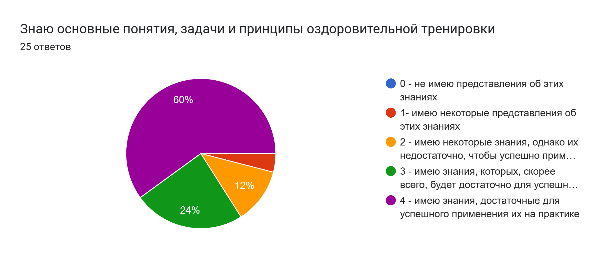 Знаю основные понятия, задачи и принципы оздоровительной тренировки
25 ответов
60%
12%
24%
0 - не имею представления об этих
знаниях
1- имею некоторые представления об
этих знаниях
2 - имею некоторые знания, однако их
недостаточно, чтобы успешно прим…
3 - имею знания, которых, скорее
всего, будет достаточно для успешн…
4 - имею знания, достаточные для
успешного применения их на практике